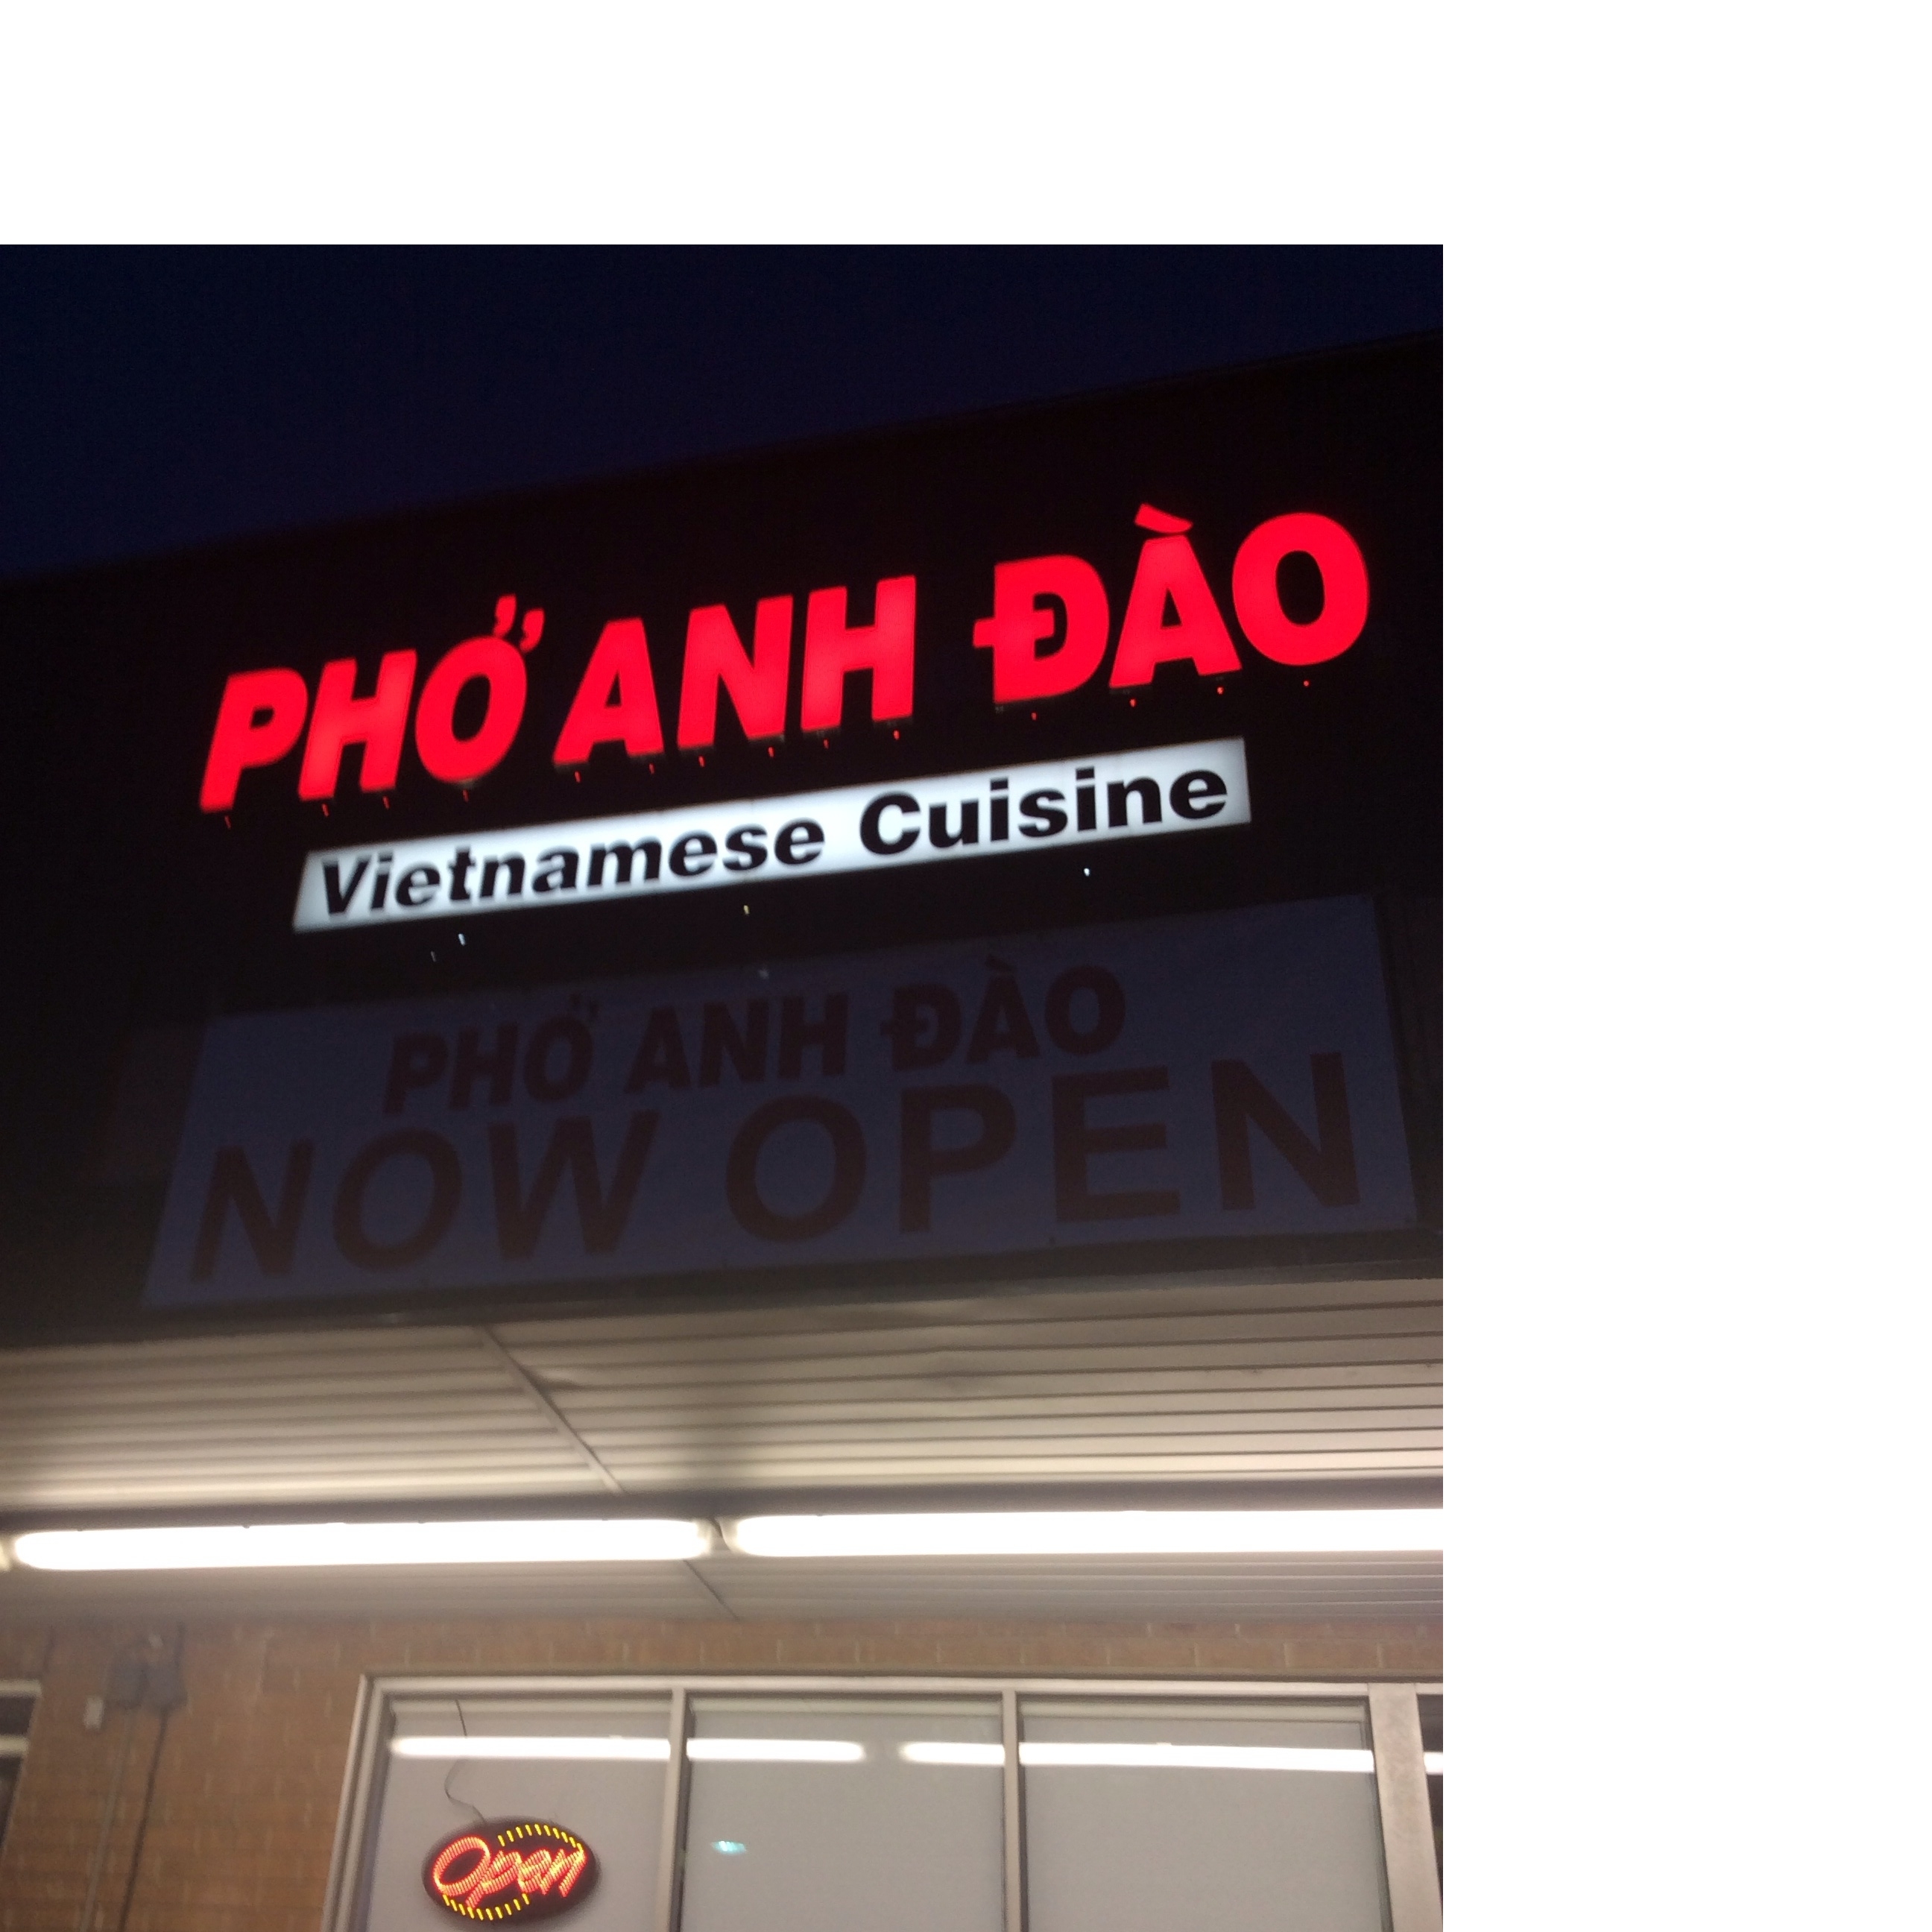 PHỞ ANH ĐÀO
Vietnamese Cuisine
PHỞ ANH ĐÀO
NOW OPEN
Open